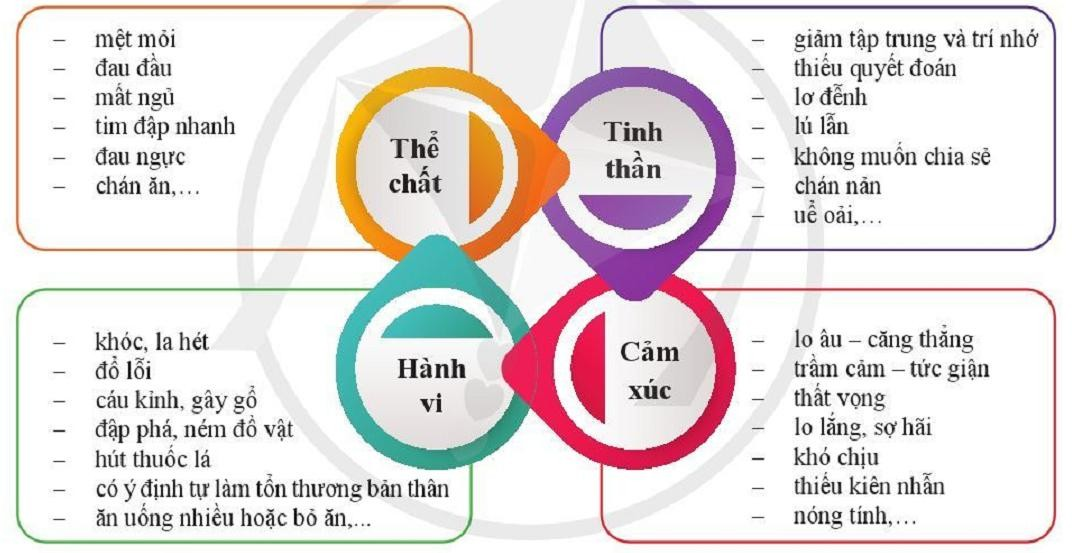 – mệt mỏi
– đau đầu
– mất ngủ
– tim đập nhanh
– đau ngực
– chán ăn,…
Thể
chất
Tinh
thần
– giảm tập trung và trí nhớ
– thiếu quyết đoán
– lơ đễnh
– lú lẫn
– không muốn chia sẻ
– chán nản
– uể oải,…
– khóc, la hét
– đổ lỗi
– cáu kỉnh, gây gổ
– đập phá, ném đồ vật
– hút thuốc lá
– có ý định tự làm tổn thương bản thân
– ăn uống nhiều hoặc bỏ ăn,...
Hành
vi
Cảm
xúc
– lo âu – căng thẳng
– trầm cảm – tức giận
– thất vọng
– lo lắng, sợ hãi
– khó chịu
– thiếu kiên nhẫn
– nóng tính,…